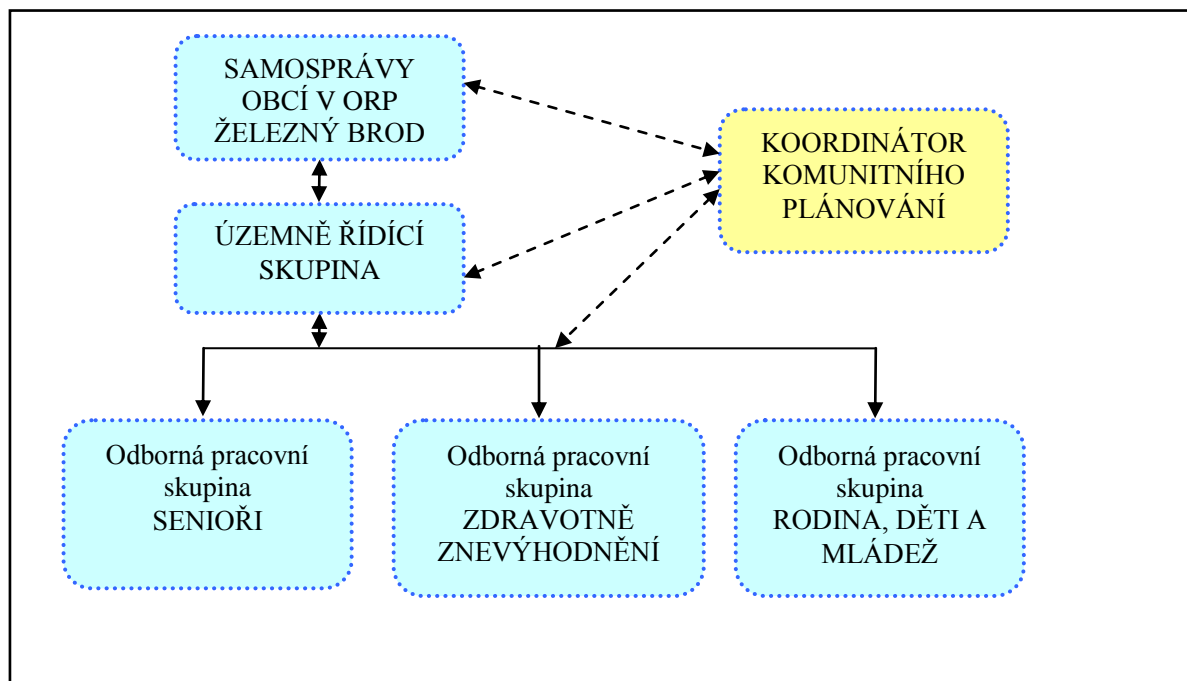 SAMOSPRÁVY
OBCÍ V ORP
ŽELEZNÝ BROD
KOORDINÁTOR
KOMUNITNÍHO
PLÁNOVÁNÍ
ÚZEMNĚ ŘÍDÍCÍ
SKUPINA
Odborná pracovní
skupina
SENIOŘI
Odborná pracovní
skupina
ZDRAVOTNĚ
ZNEVÝHODNĚNÍ
Odborná pracovní
skupina
RODINA, DĚTI A
MLÁDEŽ